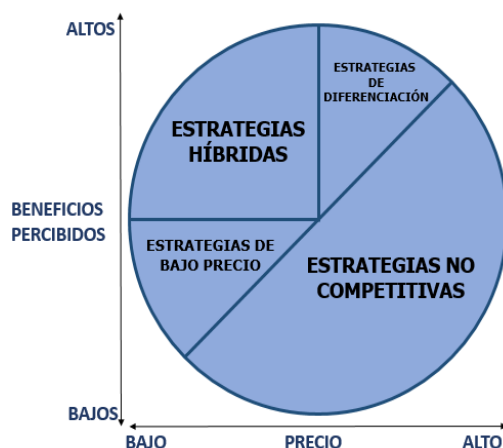 ALTOS
ESTRATEGIAS
DE
DIFERENCIACIÓN
ESTRATEGIAS
HÍBRIDAS
BENEFICIOS
PERCIBIDOS
ESTRATEGIAS DE
BAJO PRECIO
ESTRATEGIAS NO
COMPETITIVAS
BAJOS
BAJO
PRECIO
ALTO